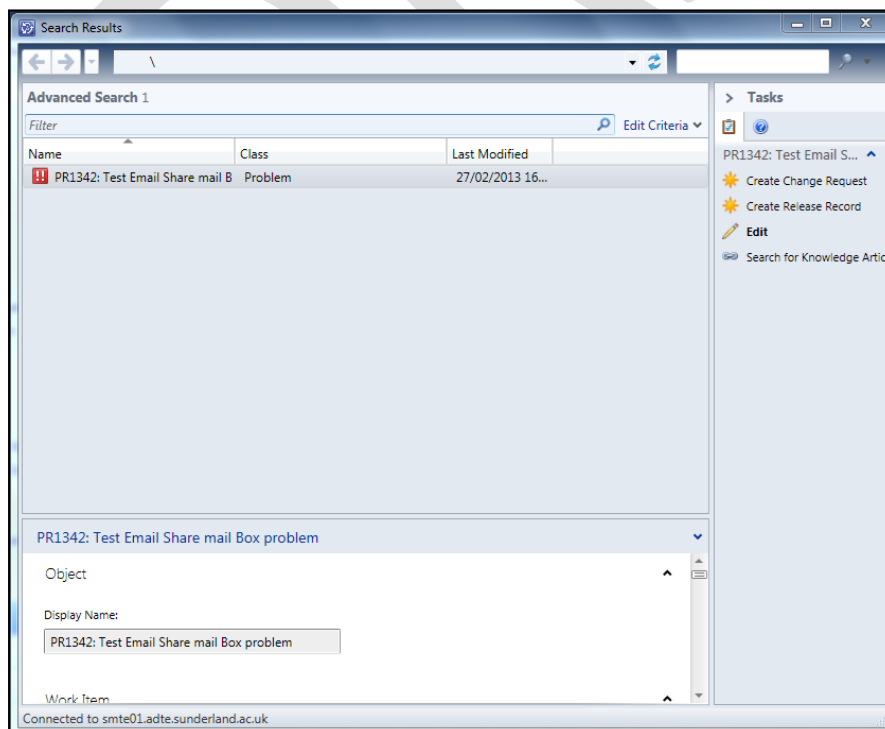 Search Results
\
Advanced Search 1
Filter
Edit Criteria
Name Class Last Modified
PR1342: Test Email Share mail B Problem 27/02/2013 16...
PR1342: Test Email Share mail Box problem
Object
Display Name:
PR1342: Test Email Share mail Box problem
Work Item
Connected to smte01.adte.sunderland.ac.uk
Tasks
PR1342: Test Email S...
Create Change Request
Create Release Record
Edit
Search for Knowledge Artic